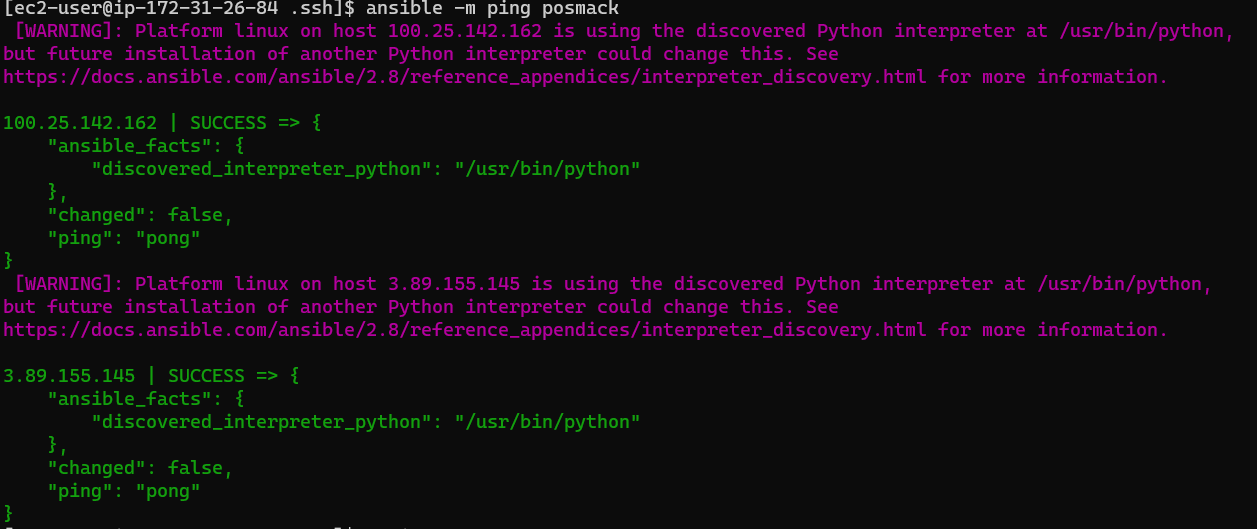 [ec2-user@ip-172-31-26-84 .ssh]$ ansible -m ping posmack
 [WARNING]: Platform linux on host 100.25.142.162 is using the discovered Python interpreter at /usr/bin/python,
but future installation of another Python interpreter could change this. See
https://docs.ansible.com/ansible/2.8/reference_appendices/interpreter_discovery.html for more information.

100.25.142.162 | SUCCESS => {
    "ansible_facts": {
        "discovered_interpreter_python": "/usr/bin/python"
    },
    "changed": false,
    "ping": "pong"
}
 [WARNING]: Platform linux on host 3.89.155.145 is using the discovered Python interpreter at /usr/bin/python,
but future installation of another Python interpreter could change this. See
https://docs.ansible.com/ansible/2.8/reference_appendices/interpreter_discovery.html for more information.

3.89.155.145 | SUCCESS => {
    "ansible_facts": {
        "discovered_interpreter_python": "/usr/bin/python"
    },
    "changed": false,
    "ping": "pong"
}